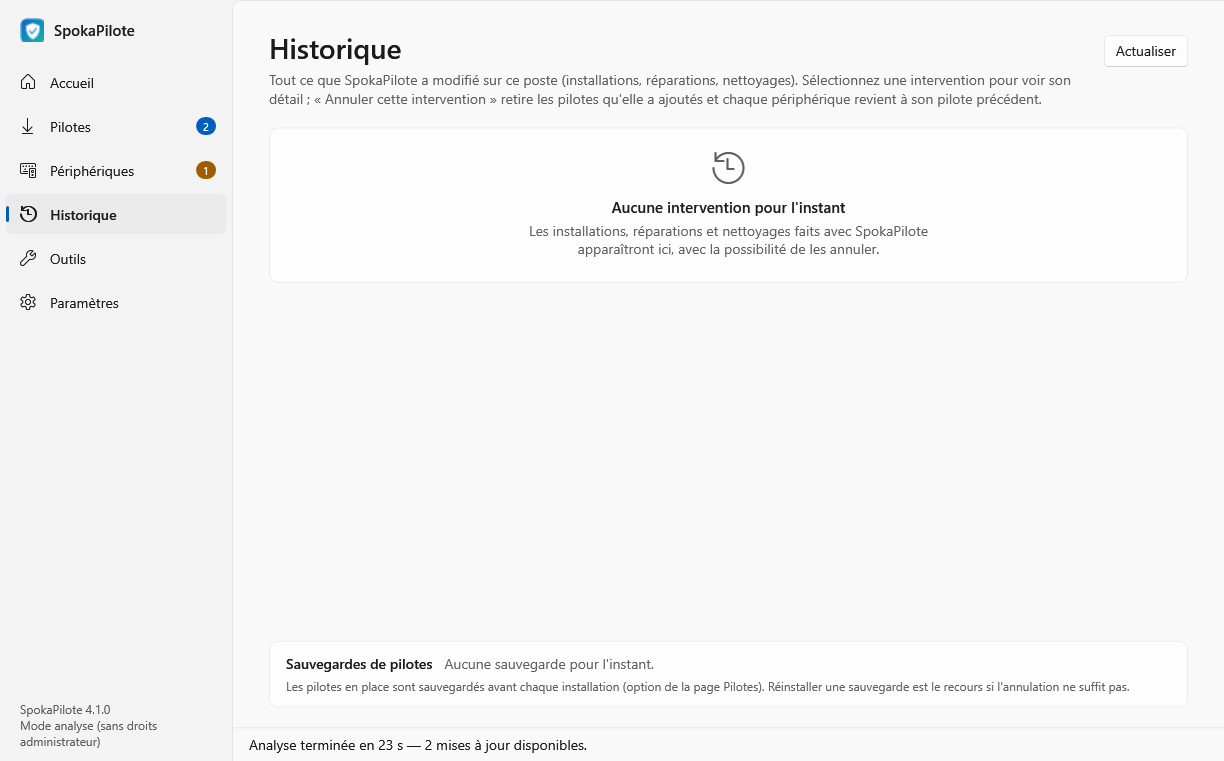 SpokaPilote
Accueil
Pilotes 2
Périphériques 1
Historique
Outils
Paramètres
SpokaPilote 4.1.0
Mode analyse (sans droits
administrateur)
Historique
Actualiser
Tout ce que SpokaPilote a modifié sur ce poste (installations, réparations, nettoyages). Sélectionnez une intervention pour voir son
détail ; « Annuler cette intervention » retire les pilotes qu'elle a ajoutés et chaque périphérique revient à son pilote précédent.
Aucune intervention pour l'instant
Les installations, réparations et nettoyages faits avec SpokaPilote
apparaîtront ici, avec la possibilité de les annuler.
Sauvegardes de pilotes Aucune sauvegarde pour l'instant.
Les pilotes en place sont sauvegardés avant chaque installation (option de la page Pilotes). Réinstaller une sauvegarde est le recours si l'annulation ne suffit pas.
Analyse terminée en 23 s — 2 mises à jour disponibles.